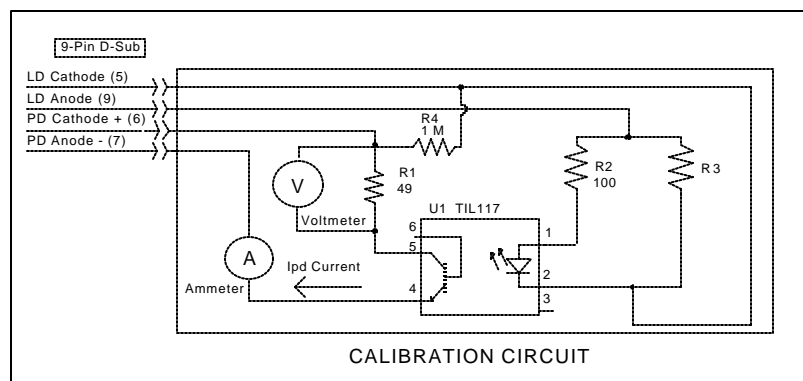 9-Pin D-Sub
LD Cathode (5)
LD Anode (9)
PD Cathode + (6)
PD Anode - (7)
R4
1 M
R1
49
R2
100
R3
V
Voltmeter
U1 TIL117
6
5
4
1
2
3
A
Ammeter
Ipd Current
CALIBRATION CIRCUIT